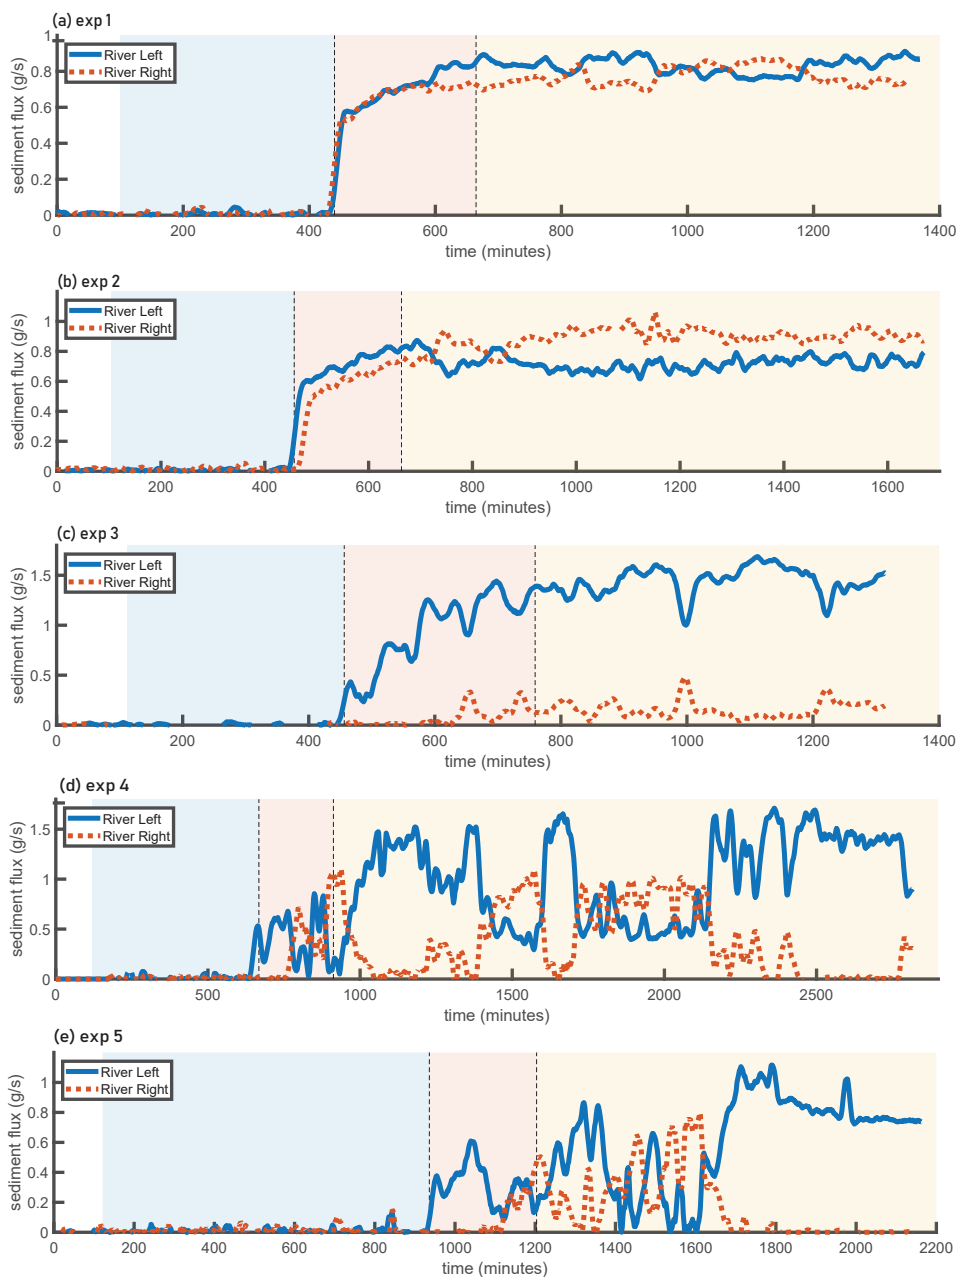 (a) exp 1
River Left
River Right
sediment flux (g/s)
1
0.8
0.6
0.4
0.2
0
0 200 400 600 800 1000 1200 1400
time (minutes)
(b) exp 2
River Left
River Right
sediment flux (g/s)
1
0.8
0.6
0.4
0.2
0
0 200 400 600 800 1000 1200 1400 1600
time (minutes)
(c) exp 3
River Left
River Right
sediment flux (g/s)
1.5
1
0.5
0
0 200 400 600 800 1000 1200 1400
time (minutes)
(d) exp 4
River Left
River Right
sediment flux (g/s)
1.5
1
0.5
0
0 500 1000 1500 2000 2500
time (minutes)
(e) exp 5
River Left
River Right
sediment flux (g/s)
1
0.8
0.6
0.4
0.2
0
0 200 400 600 800 1000 1200 1400 1600 1800 2000 2200
time (minutes)